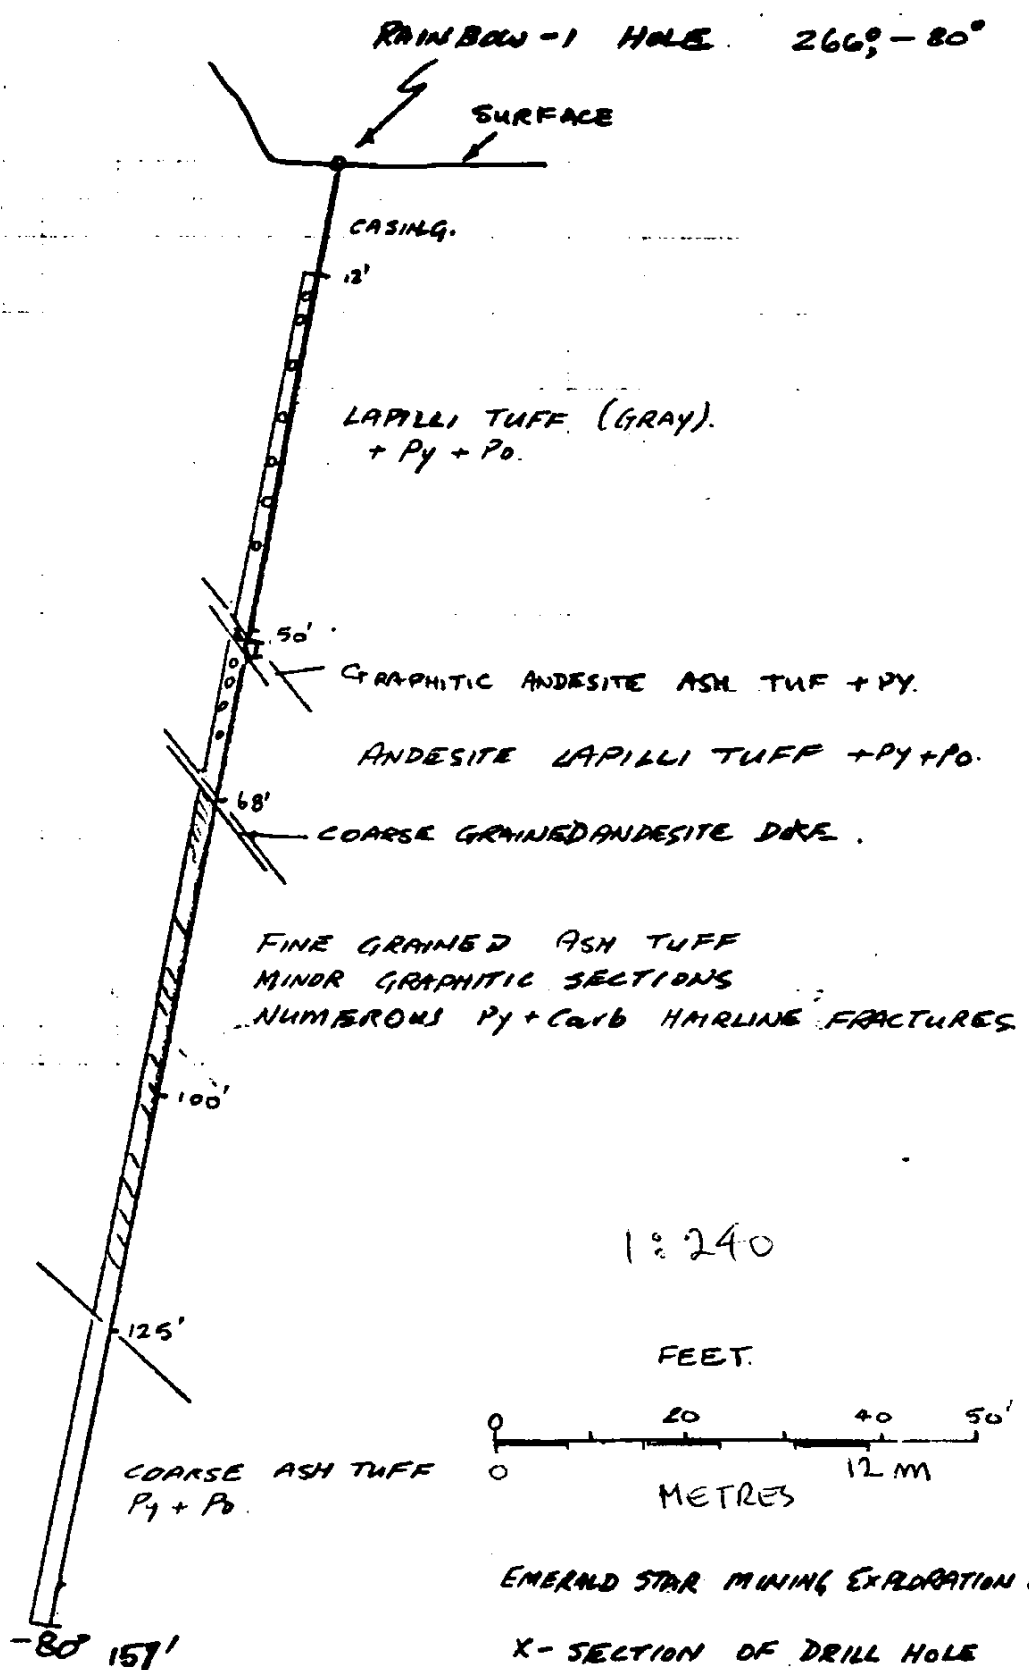 RAINBOW-1 HOLE. 266°, -80°
SURFACE
CASING.
12'
LAPILLI TUFF (GRAY).
+ Py + Po.
50'
GRAPHITIC ANDESITE ASH TUF + PY.
ANDESITE LAPILLI TUFF + Py + Po.
68'
COARSE GRAINED ANDESITE DIKE.
FINE GRAINED ASH TUFF
MINOR GRAPHITIC SECTIONS
NUMEROUS Py + Carb HAIRLINE FRACTURES
100'
1:240
125'
FEET.
0 20 40 50'
0 12 m
METRES
COARSE ASH TUFF
Py + Po.
EMERALD STAR MINING EXPLORATION.
-80° 157'
X-SECTION OF DRILL HOLE